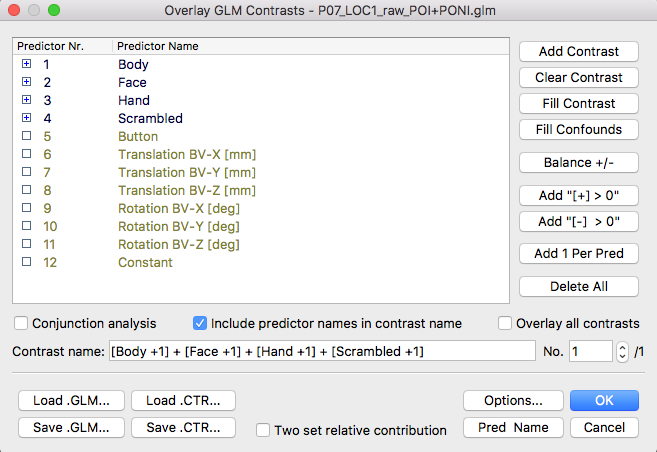 Overlay GLM Contrasts - P07_LOC1_raw_POI+PONI.glm
Predictor Nr. Predictor Name
1 Body
2 Face
3 Hand
4 Scrambled
5 Button
6 Translation BV-X [mm]
7 Translation BV-Y [mm]
8 Translation BV-Z [mm]
9 Rotation BV-X [deg]
10 Rotation BV-Y [deg]
11 Rotation BV-Z [deg]
12 Constant
Add Contrast
Clear Contrast
Fill Contrast
Fill Confounds
Balance +/-
Add "[+] > 0"
Add "[-] > 0"
Add 1 Per Pred
Delete All
Conjunction analysis Include predictor names in contrast name Overlay all contrasts
Contrast name: [Body +1] + [Face +1] + [Hand +1] + [Scrambled +1] No. 1 /1
Load .GLM... Load .CTR... Options... OK
Save .GLM... Save .CTR... Two set relative contribution Pred Name Cancel